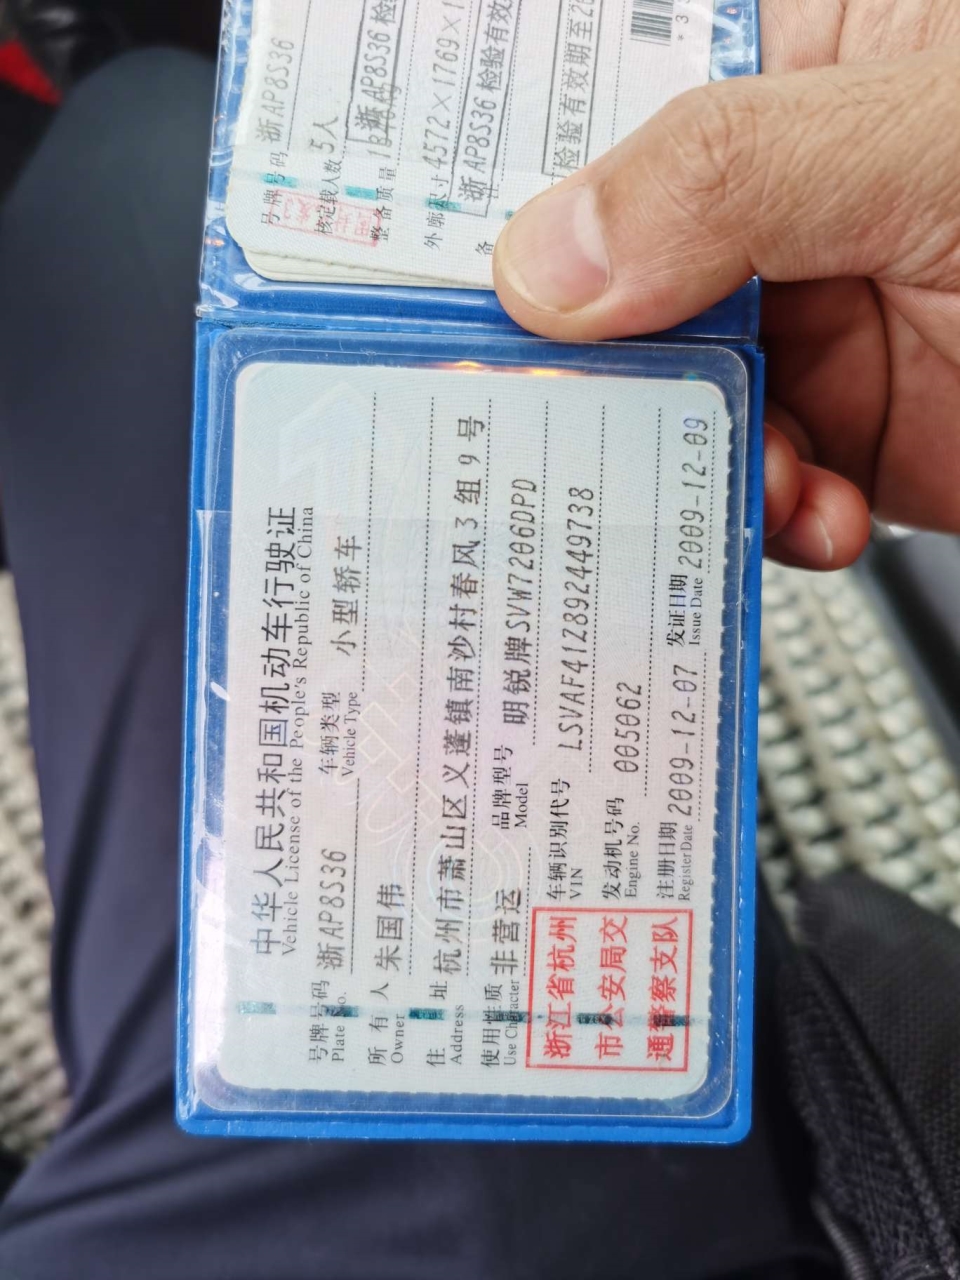 号牌号码 浙AP8S36
核定载人数 5人
整备质量
外廓尺寸 4572×1769×1
浙AP8S36 检
浙AP8S36 检验有效
检验有效期至20
备
中华人民共和国机动车行驶证
Vehicle License of the People's Republic of China
号牌号码 浙AP8S36 车辆类型 小型轿车
Plate No. Vehicle Type
所有人 朱国伟
Owner
住址 杭州市萧山区义蓬镇南沙村春风3组9号
Address
使用性质 非营运 品牌型号 明锐牌SVW7206DPD
Use Character Model
浙江省杭州
市公安局交
通警察支队
车辆识别代号 LSVAF41Z892449738
VIN
发动机号码 005062
Engine No.
注册日期 2009-12-07 发证日期 2009-12-09
Register Date Issue Date